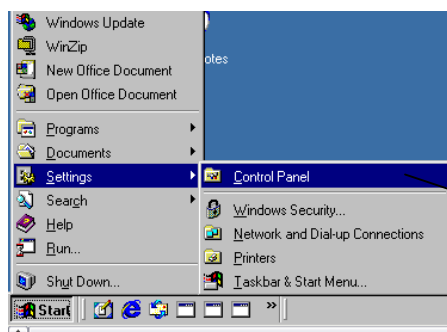 Windows Update
WinZip
New Office Document
Open Office Document
Programs
Documents
Settings
Search
Help
Run...
Shut Down...
otes
Control Panel
Windows Security...
Network and Dial-up Connections
Printers
Taskbar & Start Menu...
Start
»